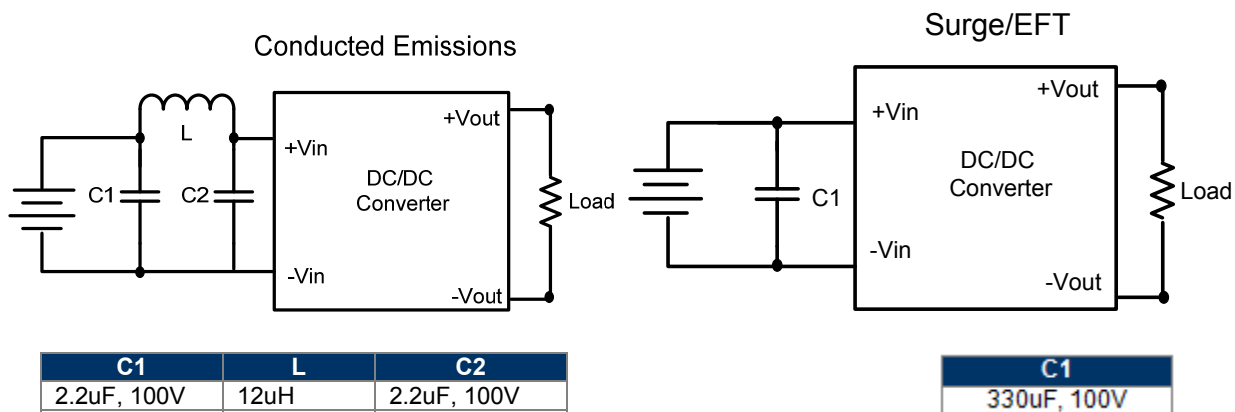 Conducted Emissions
L
C1
C2
+Vin
-Vin
DC/DC
Converter
+Vout
-Vout
Load
C1 L C2
2.2uF, 100V 12uH 2.2uF, 100V
Surge/EFT
C1
+Vin
-Vin
DC/DC
Converter
+Vout
-Vout
Load
C1
330uF, 100V